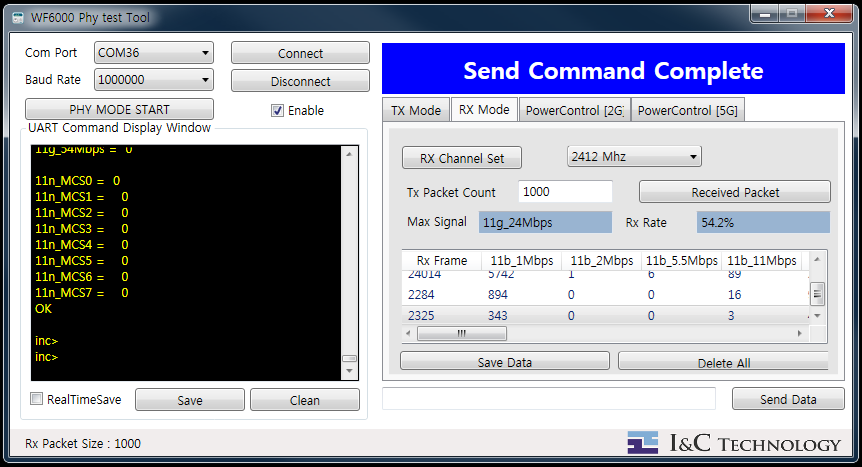 WF6000 Phy test Tool
Com Port COM36 Connect
Baud Rate 1000000 Disconnect
PHY MODE START Enable
Send Command Complete
TX Mode RX Mode PowerControl [2G] PowerControl [5G]
UART Command Display Window
11g_54Mbps = 0
11n_MCS0 = 0
11n_MCS1 = 0
11n_MCS2 = 0
11n_MCS3 = 0
11n_MCS4 = 0
11n_MCS5 = 0
11n_MCS6 = 0
11n_MCS7 = 0
OK
inc>
inc>
RealTimeSave Save Clean
RX Channel Set 2412 Mhz
Tx Packet Count 1000 Received Packet
Max Signal 11g_24Mbps Rx Rate 54.2%
Rx Frame 11b_1Mbps 11b_2Mbps 11b_5.5Mbps 11b_11Mbps
24014 5742 1 6 89
2284 894 0 0 16
2325 343 0 0 3
Save Data Delete All
Send Data
Rx Packet Size : 1000
I&C TECHNOLOGY